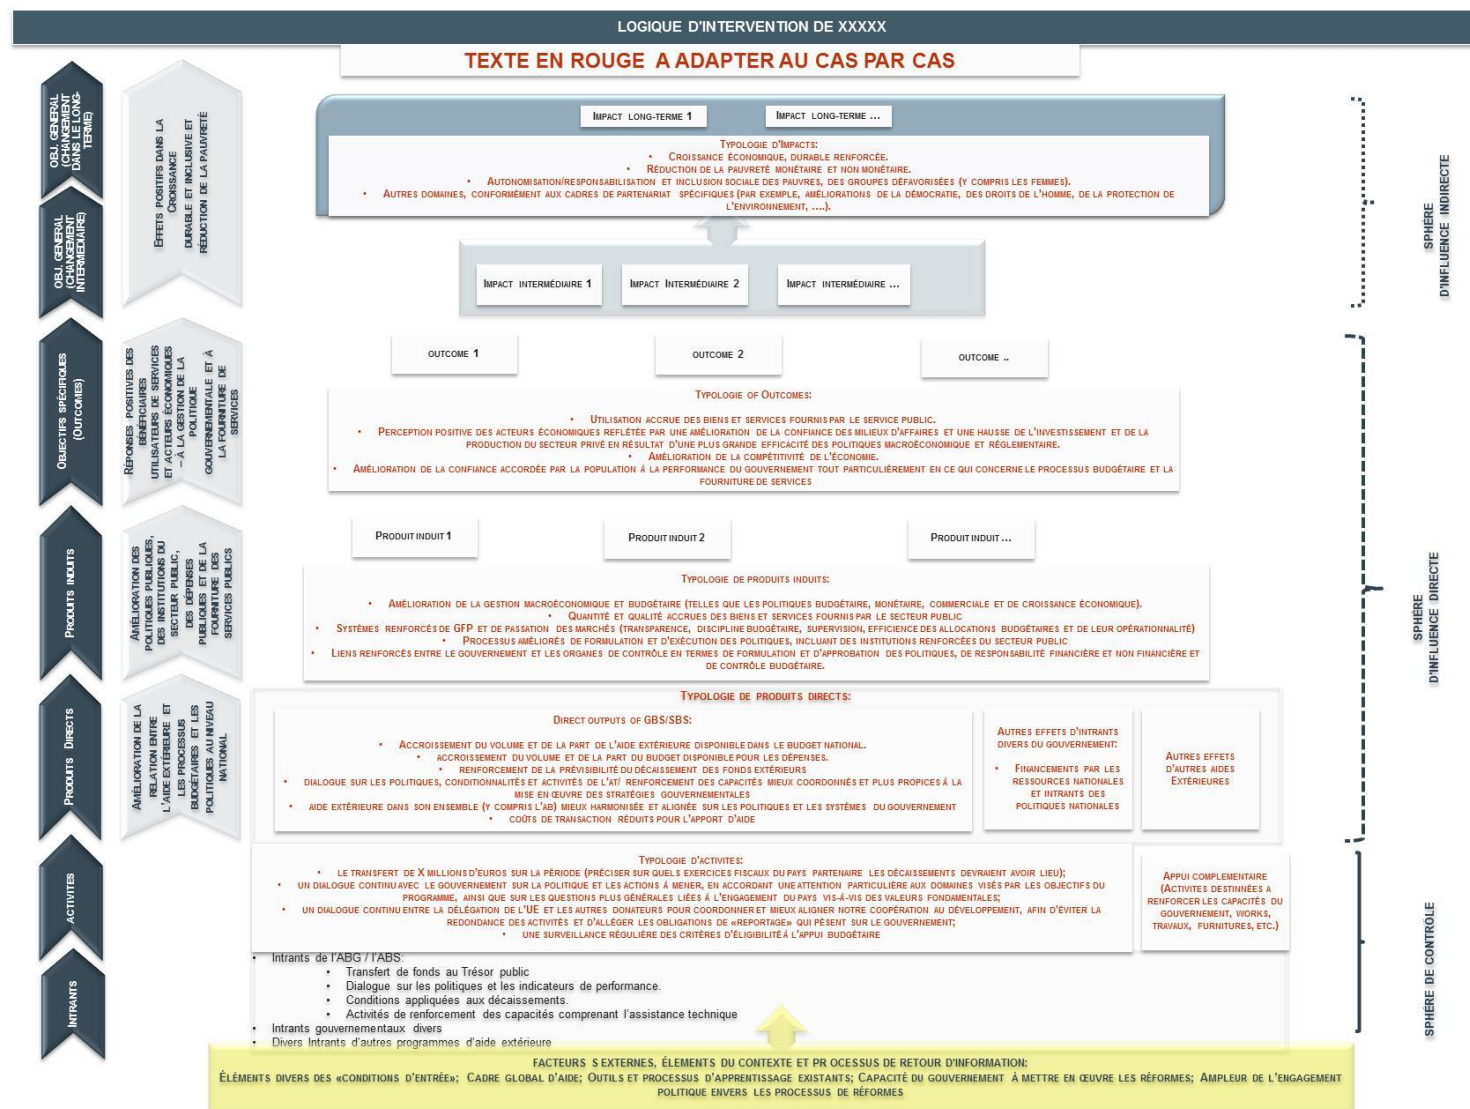 LOGIQUE D'INTERVENTION DE XXXXX
TEXTE EN ROUGE A ADAPTER AU CAS PAR CAS
OBJ. GENERAL
(CHANGEMENT
DANS LE LONG-
TERME)
OBJ. GENERAL
(CHANGEMENT
INTERMEDIAIRE)
EFFETS POSITIFS DANS LA
CROISSANCE
DURABLE ET INCLUSIVE ET
RÉDUCTION DE LA PAUVRETÉ
IMPACT LONG-TERME 1
IMPACT LONG-TERME ...
TYPOLOGIE D'IMPACTS:
• CROISSANCE ÉCONOMIQUE, DURABLE RENFORCÉE.
• RÉDUCTION DE LA PAUVRETÉ MONÉTAIRE ET NON MONÉTAIRE.
• AUTONOMISATION/RESPONSABILISATION ET INCLUSION SOCIALE DES PAUVRES, DES GROUPES DÉFAVORISÉES (Y COMPRIS LES FEMMES).
• AUTRES DOMAINES, CONFORMÉMENT AUX CADRES DE PARTENARIAT SPÉCIFIQUES (PAR EXEMPLE, AMÉLIORATIONS DE LA DÉMOCRATIE, DES DROITS DE L'HOMME, DE LA PROTECTION DE
L'ENVIRONNEMENT, ....).
IMPACT INTERMÉDIAIRE 1
IMPACT INTERMÉDIAIRE 2
IMPACT INTERMÉDIAIRE ...
SPHÈRE
D'INFLUENCE INDIRECTE
OBJECTIFS SPÉCIFIQUES
(OUTCOMES)
RÉPONSES POSITIVES DES
BÉNÉFICIAIRES
UTILISATEURS DE SERVICES
ET ACTEURS ÉCONOMIQUES
– À LA GESTION DE LA
POLITIQUE
GOUVERNEMENTALE ET À
LA FOURNITURE DE
SERVICES
OUTCOME 1
OUTCOME 2
OUTCOME ..
TYPOLOGIE OF OUTCOMES:
• UTILISATION ACCRUE DES BIENS ET SERVICES FOURNIS PAR LE SERVICE PUBLIC.
• PERCEPTION POSITIVE DES ACTEURS ÉCONOMIQUES REFLÉTÉE PAR UNE AMÉLIORATION DE LA CONFIANCE DES MILIEUX D'AFFAIRES ET UNE HAUSSE DE L'INVESTISSEMENT ET DE LA
PRODUCTION DU SECTEUR PRIVÉ EN RÉSULTAT D'UNE PLUS GRANDE EFFICACITÉ DES POLITIQUES MACROÉCONOMIQUE ET RÉGLEMENTAIRE.
• AMÉLIORATION DE LA COMPÉTITIVITÉ DE L'ÉCONOMIE.
• AMÉLIORATION DE LA CONFIANCE ACCORDÉE PAR LA POPULATION Á LA PERFORMANCE DU GOUVERNEMENT TOUT PARTICULIÈREMENT EN CE QUI CONCERNE LE PROCESSUS BUDGÉTAIRE ET LA
FOURNITURE DE SERVICES
PRODUITS INDUITS
AMÉLIORATION DES
POLITIQUES PUBLIQUES,
DES INSTITUTIONS DU
SECTEUR PUBLIC,
DES DÉPENSES
PUBLIQUES ET DE LA
FOURNITURE DES
SERVICES PUBLICS
PRODUIT INDUIT 1
PRODUIT INDUIT 2
PRODUIT INDUIT ...
TYPOLOGIE DE PRODUITS INDUITS:
• AMÉLIORATION DE LA GESTION MACROÉCONOMIQUE ET BUDGÉTAIRE (TELLES QUE LES POLITIQUES BUDGÉTAIRE, MONÉTAIRE, COMMERCIALE ET DE CROISSANCE ÉCONOMIQUE).
• QUANTITÉ ET QUALITÉ ACCRUES DES BIENS ET SERVICES FOURNIS PAR LE SECTEUR PUBLIC
• SYSTÈMES RENFORCÉS DE GFP ET DE PASSATION DES MARCHÉS (TRANSPARENCE, DISCIPLINE BUDGÉTAIRE, SUPERVISION, EFFICIENCE DES ALLOCATIONS BUDGÉTAIRES ET DE LEUR OPÉRATIONNALITÉ)
• PROCESSUS AMÉLIORÉS DE FORMULATION ET D'EXÉCUTION DES POLITIQUES, INCLUANT DES INSTITUTIONS RENFORCÉES DU SECTEUR PUBLIC
• LIENS RENFORCÉS ENTRE LE GOUVERNEMENT ET LES ORGANES DE CONTRÔLE EN TERMES DE FORMULATION ET D'APPROBATION DES POLITIQUES, DE RESPONSABILITÉ FINANCIÈRE ET NON FINANCIÈRE ET
DE CONTRÔLE BUDGÉTAIRE.
SPHÈRE
D'INFLUENCE DIRECTE
PRODUITS DIRECTS
AMÉLIORATION DE LA
RELATION ENTRE
L'AIDE EXTÉRIEURE ET
LES PROCESSUS
BUDGÉTAIRES ET LES
POLITIQUES AU NIVEAU
NATIONAL
TYPOLOGIE DE PRODUITS DIRECTS:
DIRECT OUTPUTS OF GBS/SBS:
• ACCROISSEMENT DU VOLUME ET DE LA PART DE L'AIDE EXTÉRIEURE DISPONIBLE DANS LE BUDGET NATIONAL.
• ACCROISSEMENT DU VOLUME ET DE LA PART DU BUDGET DISPONIBLE POUR LES DÉPENSES.
• RENFORCEMENT DE LA PRÉVISIBILITÉ DU DÉCAISSEMENT DES FONDS EXTÉRIEURS
• DIALOGUE SUR LES POLITIQUES, CONDITIONNALITÉS ET ACTIVITÉS DE L'AT/ RENFORCEMENT DES CAPACITÉS MIEUX COORDONNÉS ET PLUS PROPICES Á LA
MISE EN ŒUVRE DES STRATÉGIES GOUVERNEMENTALES
• AIDE EXTÉRIEURE DANS SON ENSEMBLE (Y COMPRIS L'AB) MIEUX HARMONISÉE ET ALIGNÉE SUR LES POLITIQUES ET LES SYSTÈMES DU GOUVERNEMENT
• COÛTS DE TRANSACTION RÉDUITS POUR L'APPORT D'AIDE
AUTRES EFFETS D'INTRANTS
DIVERS DU GOUVERNEMENT:
• FINANCEMENTS PAR LES
RESSOURCES NATIONALES
ET INTRANTS DES
POLITIQUES NATIONALES
AUTRES EFFETS
D'AUTRES AIDES
EXTÉRIEURES
ACTIVITES
TYPOLOGIE D'ACTIVITES:
• LE TRANSFERT DE X MILLIONS D'EUROS SUR LA PÉRIODE (PRÉCISER SUR QUELS EXERCICES FISCAUX DU PAYS PARTENAIRE LES DÉCAISSEMENTS DEVRAIENT AVOIR LIEU);
• UN DIALOGUE CONTINU AVEC LE GOUVERNEMENT SUR LA POLITIQUE ET LES ACTIONS À MENER, EN ACCORDANT UNE ATTENTION PARTICULIÈRE AUX DOMAINES VISÉS PAR LES OBJECTIFS DU
PROGRAMME, AINSI QUE SUR LES QUESTIONS PLUS GÉNÉRALES LIÉES Á L'ENGAGEMENT DU PAYS VIS-Á-VIS DES VALEURS FONDAMENTALES;
• UN DIALOGUE CONTINU ENTRE LA DÉLÉGATION DE L'UE ET LES AUTRES DONATEURS POUR COORDONNER ET MIEUX ALIGNER NOTRE COOPÉRATION AU DÉVELOPPEMENT, AFIN D'ÉVITER LA
REDONDANCE DES ACTIVITÉS ET D'ALLÉGER LES OBLIGATIONS DE «REPORTAGE» QUI PÈSENT SUR LE GOUVERNEMENT;
• UNE SURVEILLANCE RÉGULIÈRE DES CRITÈRES D'ÉLIGIBILITÉ Á L'APPUI BUDGÉTAIRE
APPUI COMPLEMENTAIRE
(ACTIVITES DESTINNÉES A
RENFORCER LES CAPACITÉS DU
GOUVERNEMENT, WORKS,
TRAVAUX, FURNITURES, ETC.)
INTRANTS
• Intrants de l'ABG / l'ABS:
• Transfert de fonds au Trésor public
• Dialogue sur les politiques et les indicateurs de performance.
• Conditions appliquées aux décaissements.
• Activités de renforcement des capacités comprenant l'assistance technique
• Intrants gouvernementaux divers
• Divers Intrants d'autres programmes d'aide extérieure
SPHÈRE DE CONTRÔLE
FACTEURS S EXTERNES, ÉLEMENTS DU CONTEXTE ET PR OCESSUS DE RETOUR D'INFORMATION:
ÉLÉMENTS DIVERS DES «CONDITIONS D'ENTRÉE»; CADRE GLOBAL D'AIDE; OUTILS ET PROCESSUS D'APPRENTISSAGE EXISTANTS; CAPACITÉ DU GOUVERNEMENT À METTRE EN ŒUVRE LES RÉFORMES; AMPLEUR DE L'ENGAGEMENT
POLITIQUE ENVERS LES PROCESSUS DE RÉFORMES